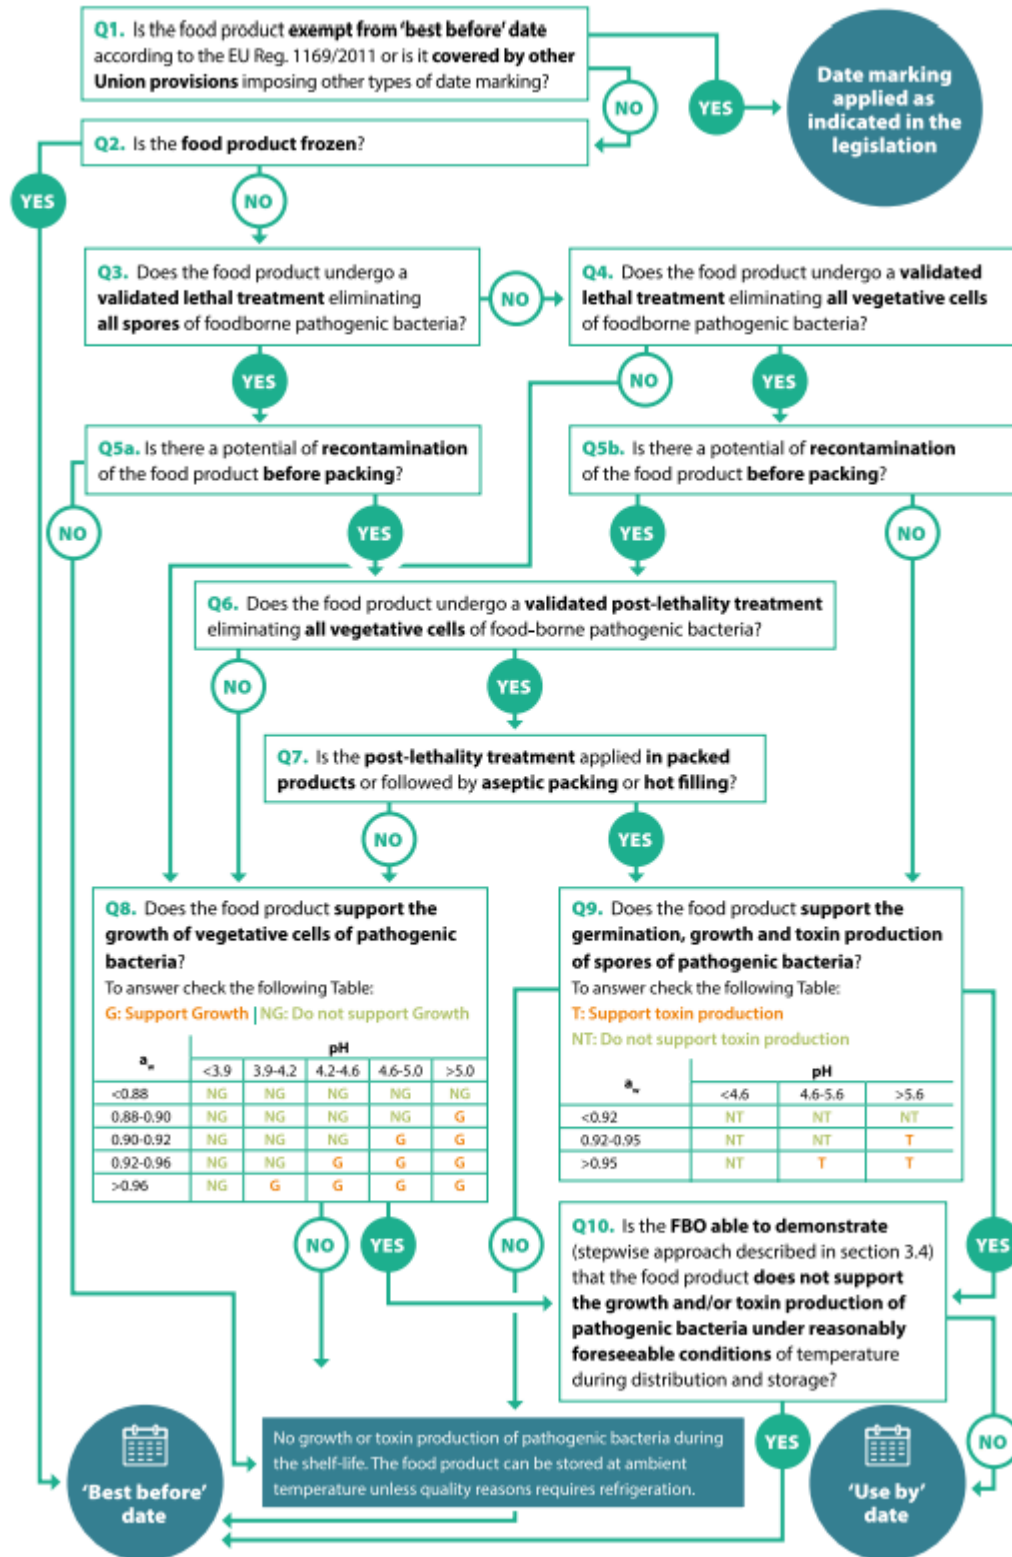 Q1. Is the food product exempt from 'best before' date
according to the EU Reg. 1169/2011 or is it covered by other
Union provisions imposing other types of date marking?
NO
YES
Date marking
applied as
indicated in the
legislation
Q2. Is the food product frozen?
YES
NO
Q3. Does the food product undergo a
validated lethal treatment eliminating
all spores of foodborne pathogenic bacteria?
NO
Q4. Does the food product undergo a validated
lethal treatment eliminating all vegetative cells
of foodborne pathogenic bacteria?
YES
NO
YES
Q5a. Is there a potential of recontamination
of the food product before packing?
Q5b. Is there a potential of recontamination
of the food product before packing?
NO
YES
YES
NO
Q6. Does the food product undergo a validated post-lethality treatment
eliminating all vegetative cells of food-borne pathogenic bacteria?
NO
YES
Q7. Is the post-lethality treatment applied in packed
products or followed by aseptic packing or hot filling?
NO
YES
Q8. Does the food product support the
growth of vegetative cells of pathogenic
bacteria?
To answer check the following Table:
G: Support Growth | NG: Do not support Growth
aw pH
<3.9 3.9-4.2 4.2-4.6 4.6-5.0 >5.0
<0.88 NG NG NG NG NG
0.88-0.90 NG NG NG NG G
0.90-0.92 NG NG NG G G
0.92-0.96 NG NG G G G
>0.96 NG G G G G
Q9. Does the food product support the
germination, growth and toxin production
of spores of pathogenic bacteria?
To answer check the following Table:
T: Support toxin production
NT: Do not support toxin production
aw pH
<4.6 4.6-5.6 >5.6
<0.92 NT NT NT
0.92-0.95 NT NT T
>0.95 NT T T
NO
YES
NO
YES
Q10. Is the FBO able to demonstrate
(stepwise approach described in section 3.4)
that the food product does not support
the growth and/or toxin production of
pathogenic bacteria under reasonably
foreseeable conditions of temperature
during distribution and storage?
YES
NO
'Best before'
date
No growth or toxin production of pathogenic bacteria during
the shelf-life. The food product can be stored at ambient
temperature unless quality reasons requires refrigeration.
'Use by'
date